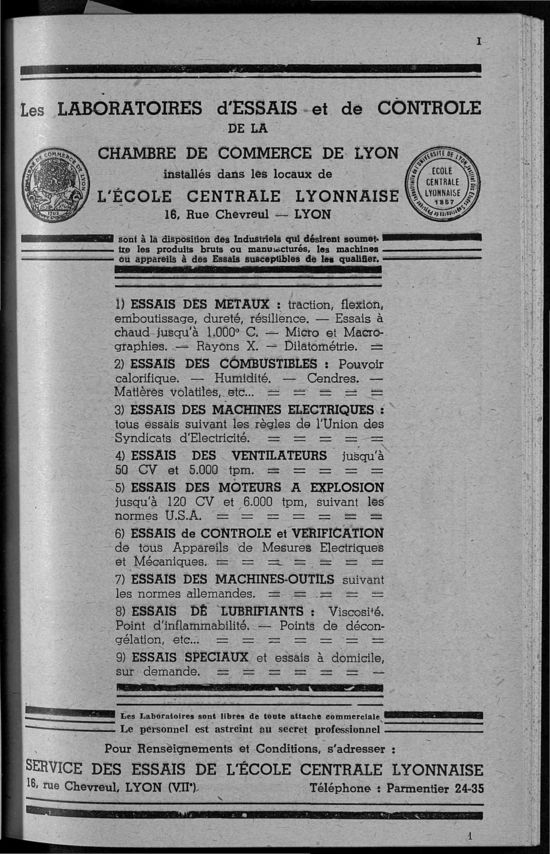 I
Les LABORATOIRES d'ESSAIS et de CONTROLE
DE LA
CHAMBRE DE COMMERCE DE LYON
installés dans les locaux de
L'ÉCOLE CENTRALE LYONNAISE
16, Rue Chevreul — LYON
ECOLE
CENTRALE
LYONNAISE
1857
sont à la disposition des Industriels qui désirent soumet-
tre les produits bruts ou manufacturés, les machines
ou appareils à des Essais susceptibles de les qualifier.
1) ESSAIS DES METAUX : traction, flexion,
emboutissage, dureté, résilience. — Essais à
chaud jusqu'à 1.000° C. — Micro et Macro-
graphies. — Rayons X. — Dilatométrie.
2) ESSAIS DES COMBUSTIBLES : Pouvoir
calorifique. — Humidité. — Cendres. —
Matières volatiles, etc...
3) ESSAIS DES MACHINES ELECTRIQUES :
tous essais suivant les règles de l'Union des
Syndicats d'Electricité.
4) ESSAIS DES VENTILATEURS jusqu'à
50 CV et 5.000 tpm.
5) ESSAIS DES MOTEURS A EXPLOSION
jusqu'à 120 CV et 6.000 tpm, suivant les
normes U.S.A.
6) ESSAIS de CONTROLE et VERIFICATION
de tous Appareils de Mesures Electriques
et Mécaniques.
7) ESSAIS DES MACHINES-OUTILS suivant
les normes allemandes.
8) ESSAIS DE LUBRIFIANTS : Viscosité.
Point d'inflammabilité. — Points de décon-
gélation, etc...
9) ESSAIS SPECIAUX et essais à domicile,
sur demande.
Les Laboratoires sont libres de toute attache commerciale
Le personnel est astreint au secret professionnel
Pour Renseignements et Conditions, s'adresser :
SERVICE DES ESSAIS DE L'ÉCOLE CENTRALE LYONNAISE
16, rue Chevreul, LYON (VIIe). Téléphone : Parmentier 24-35
1